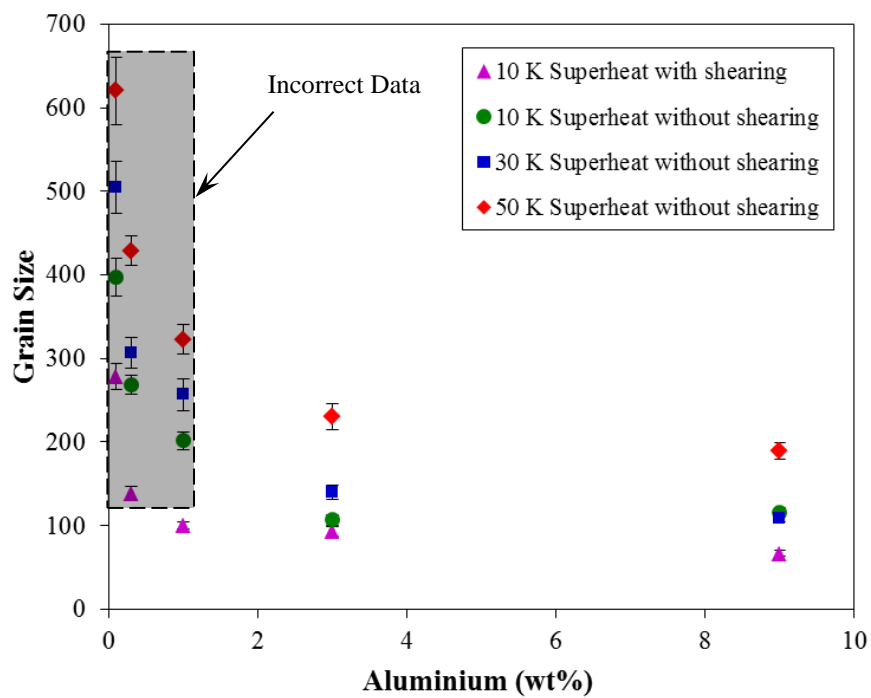 700
600
500
400
300
200
100
0
Grain Size
Incorrect Data
10 K Superheat with shearing
10 K Superheat without shearing
30 K Superheat without shearing
50 K Superheat without shearing
0 2 4 6 8 10
Aluminium (wt%)